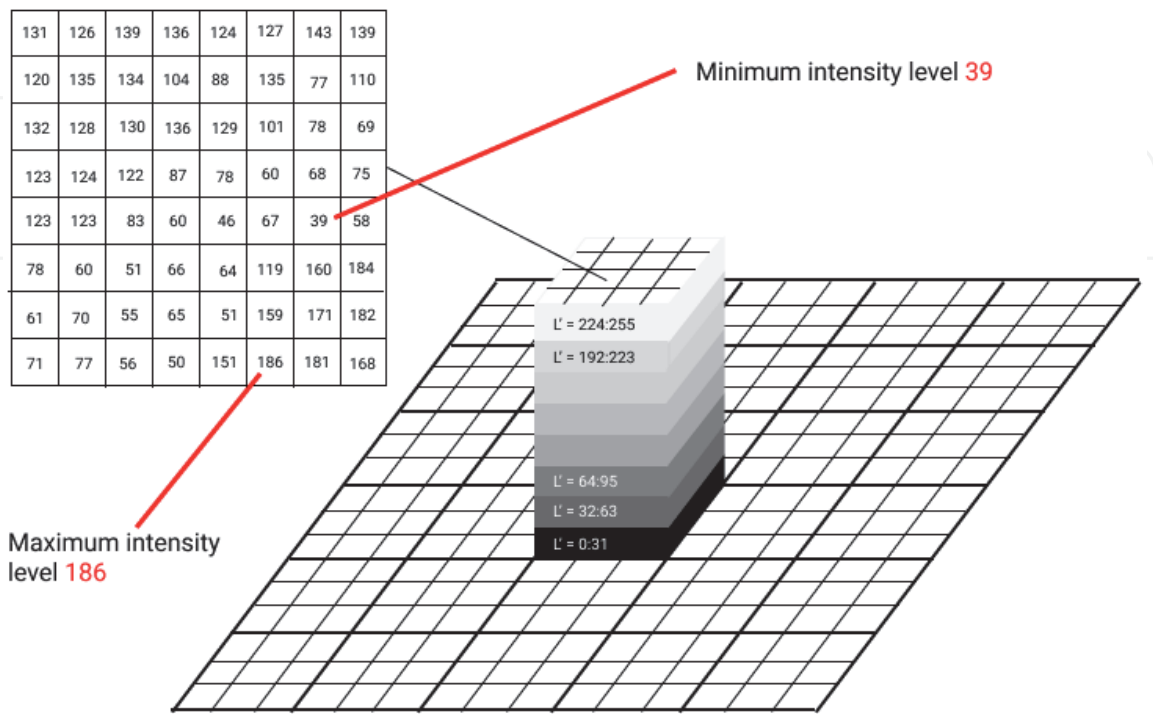 131 126 139 136 124 127 143 139
120 135 134 104 88 135 77 110
132 128 130 136 129 101 78 69
123 124 122 87 78 60 68 75
123 123 83 60 46 67 39 58
78 60 51 66 64 119 160 184
61 70 55 65 51 159 171 182
71 77 56 50 151 186 181 168
Minimum intensity level 39
L' = 224:255
L' = 192:223
L' = 64:95
L' = 32:63
L' = 0:31
Maximum intensity
level 186